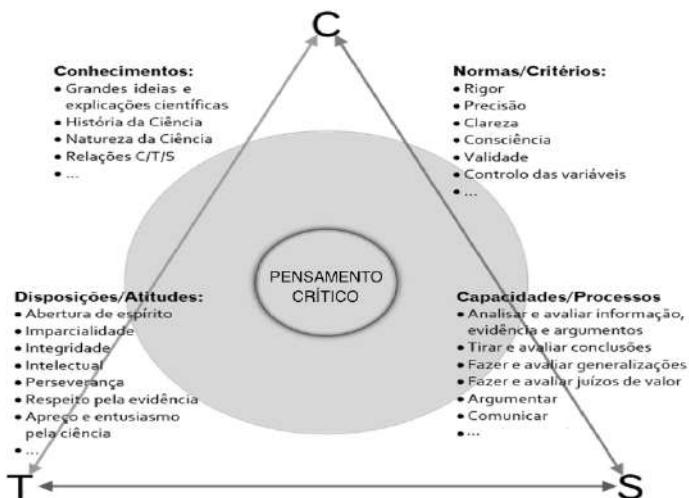 C
Conhecimentos:
• Grandes ideias e
explicações científicas
• História da Ciência
• Natureza da Ciência
• Relações C/T/S
• ...
Normas/Critérios:
• Rigor
• Precisão
• Clareza
• Consciência
• Validade
• Controlo das variáveis
• ...
PENSAMENTO
CRÍTICO
Disposições/Atitudes:
• Abertura de espírito
• Imparcialidade
• Integridade
• Intelectual
• Perseverança
• Respeito pela evidência
• Apreço e entusiasmo
pela ciência
• ...
Capacidades/Processos
• Analisar e avaliar informação,
evidência e argumentos
• Tirar e avaliar conclusões
• Fazer e avaliar generalizações
• Fazer e avaliar juízos de valor
• Argumentar
• Comunicar
• ...
T
S